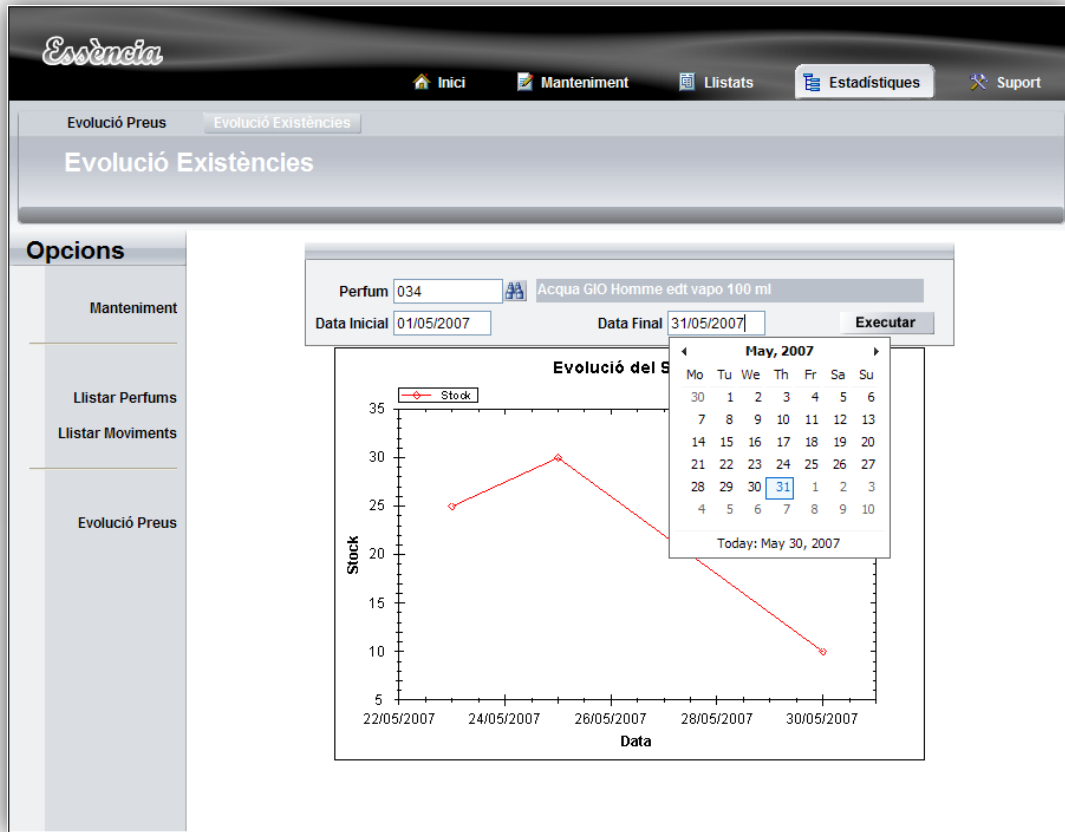 Essència
Inici Manteniment Llistats Estadístiques Suport
Evolució Preus Evolució Existències
Evolució Existències
Opcions
Manteniment
Llistar Perfums
Llistar Moviments
Evolució Preus
Perfum 034 Acqua GIO Homme edt vapo 100 ml
Data Inicial 01/05/2007 Data Final 31/05/2007 Executar
Evolució del S
Stock
35
30
25
20
15
10
5
Stock
22/05/2007 24/05/2007 26/05/2007 28/05/2007 30/05/2007
Data
May, 2007
Mo Tu We Th Fr Sa Su
30 1 2 3 4 5 6
7 8 9 10 11 12 13
14 15 16 17 18 19 20
21 22 23 24 25 26 27
28 29 30 31 1 2 3
4 5 6 7 8 9 10
Today: May 30, 2007